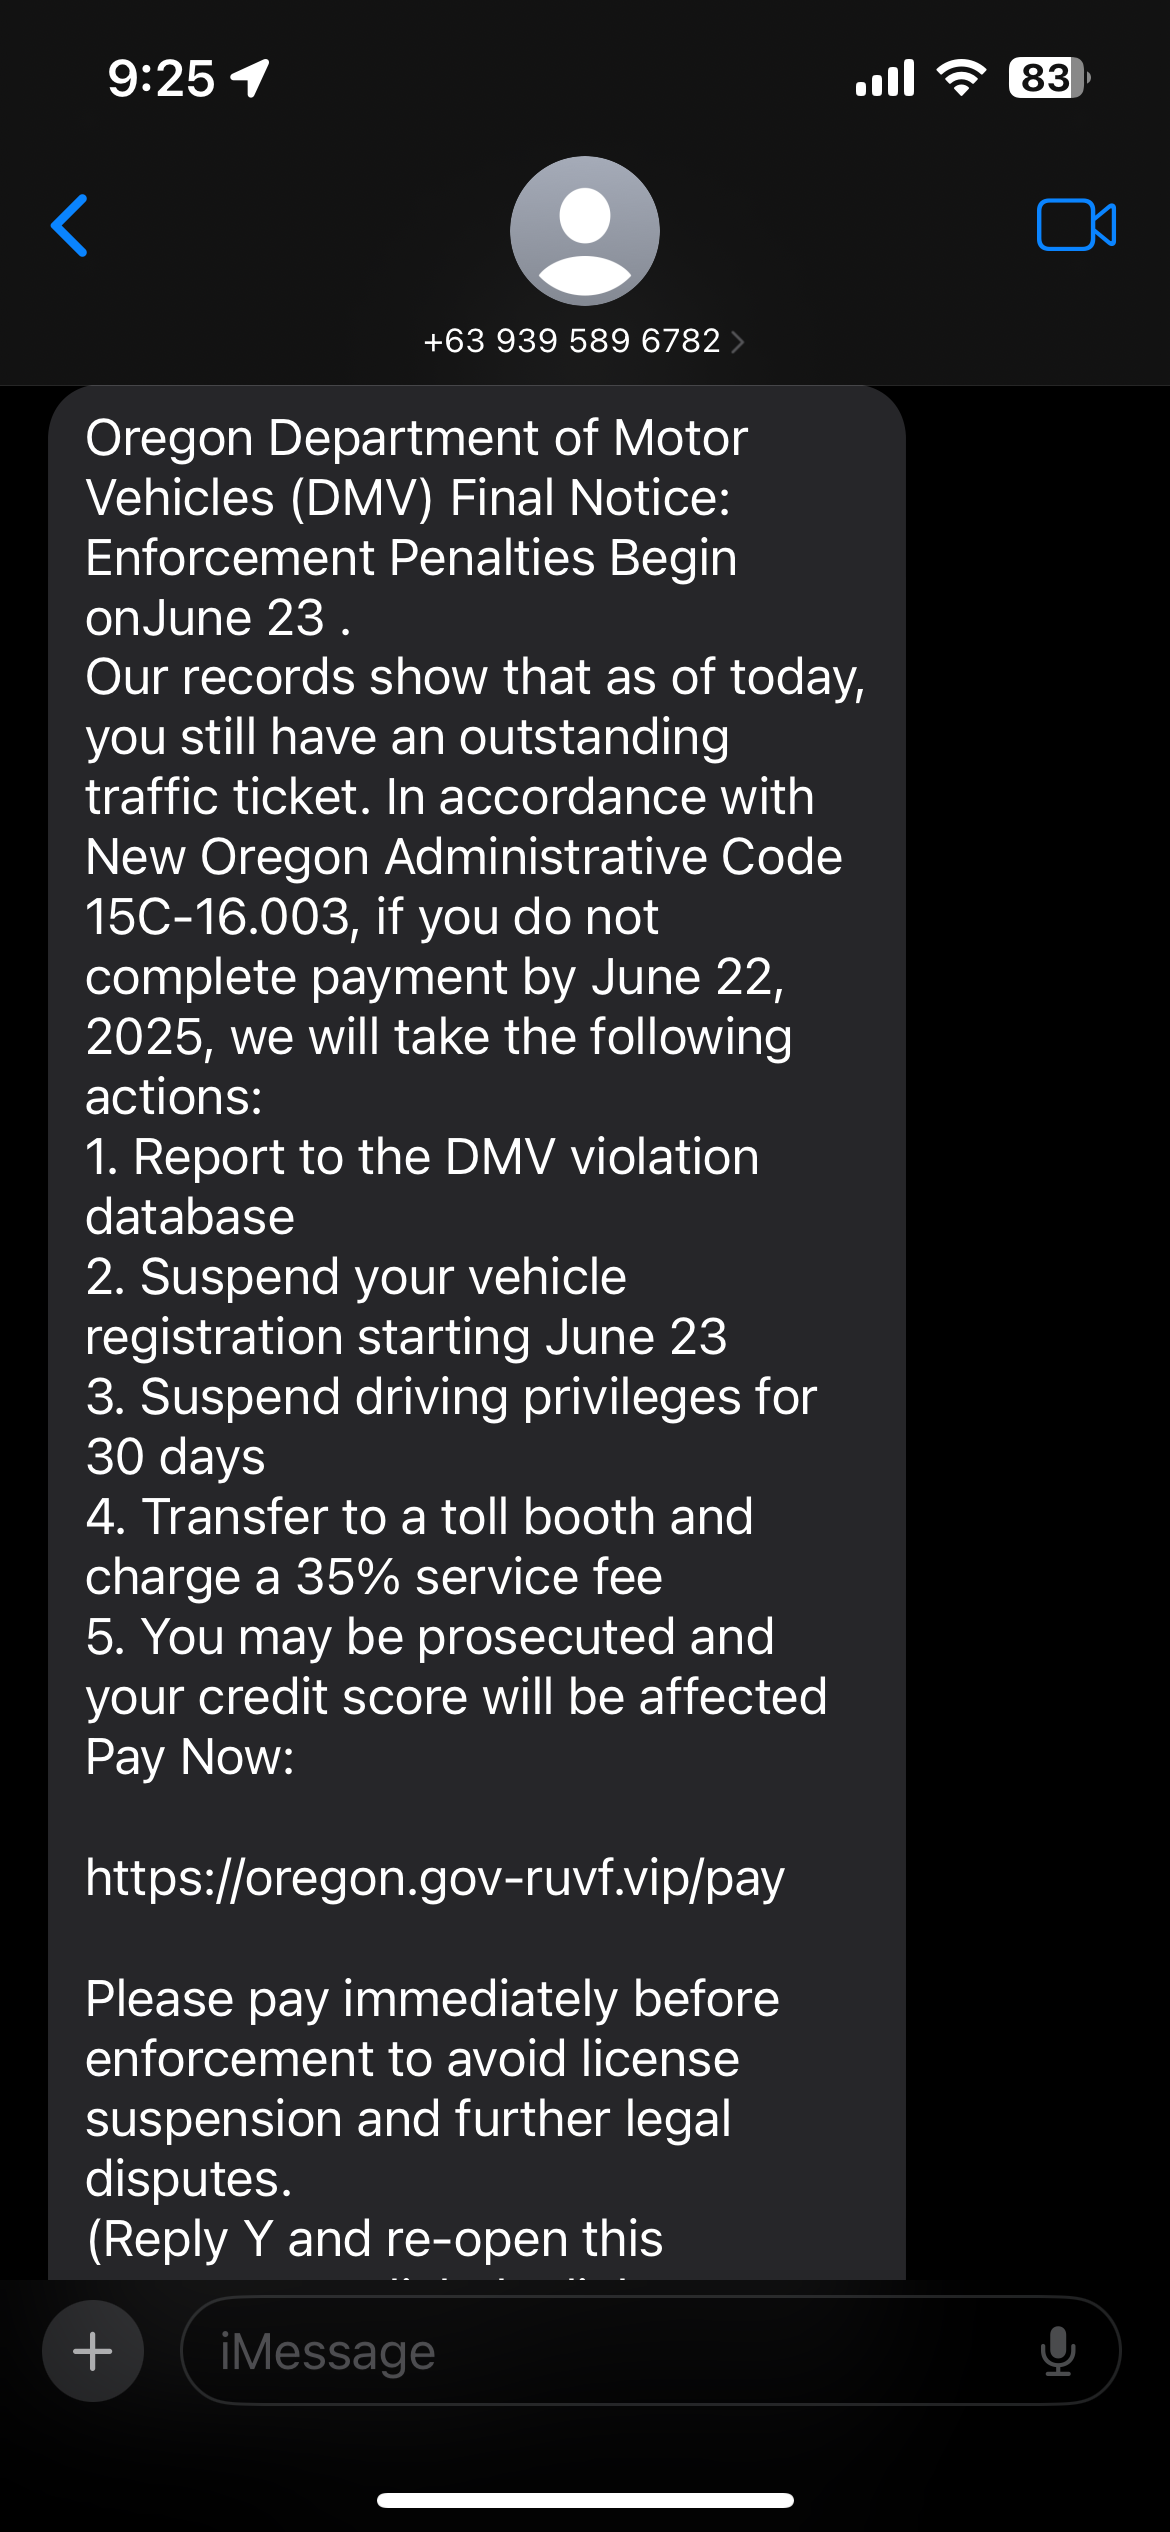 9:25
83
+63 939 589 6782
Oregon Department of Motor
Vehicles (DMV) Final Notice:
Enforcement Penalties Begin
onJune 23 .
Our records show that as of today,
you still have an outstanding
traffic ticket. In accordance with
New Oregon Administrative Code
15C-16.003, if you do not
complete payment by June 22,
2025, we will take the following
actions:
1. Report to the DMV violation
database
2. Suspend your vehicle
registration starting June 23
3. Suspend driving privileges for
30 days
4. Transfer to a toll booth and
charge a 35% service fee
5. You may be prosecuted and
your credit score will be affected
Pay Now:
https://oregon.gov-ruvf.vip/pay
Please pay immediately before
enforcement to avoid license
suspension and further legal
disputes.
(Reply Y and re-open this
iMessage